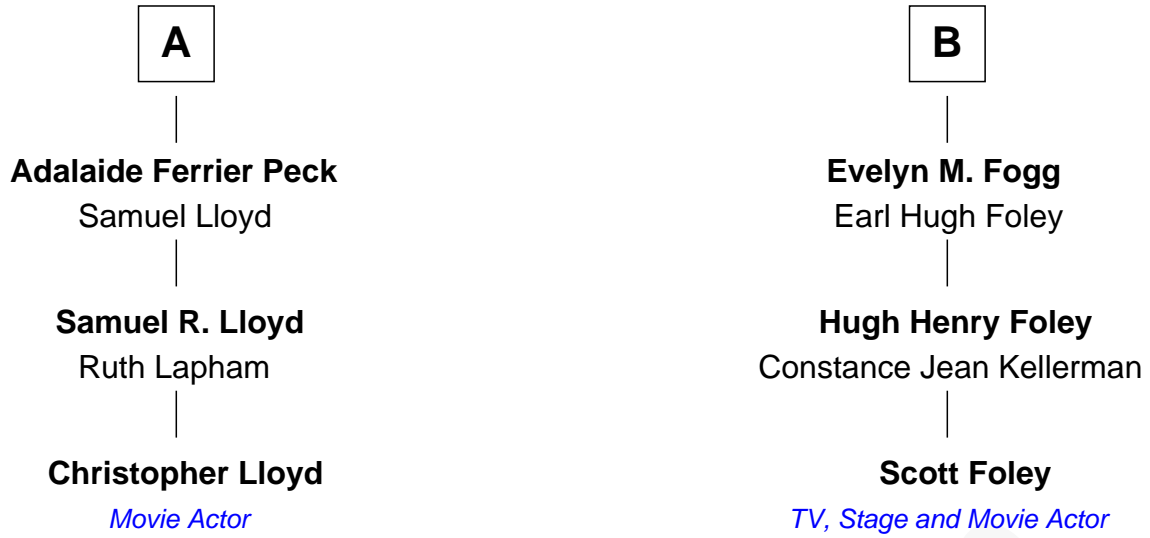 A
Adalaide Ferrier Peck
Samuel Lloyd
Samuel R. Lloyd
Ruth Lapham
Christopher Lloyd
Movie Actor
B
Evelyn M. Fogg
Earl Hugh Foley
Hugh Henry Foley
Constance Jean Kellerman
Scott Foley
TV, Stage and Movie Actor